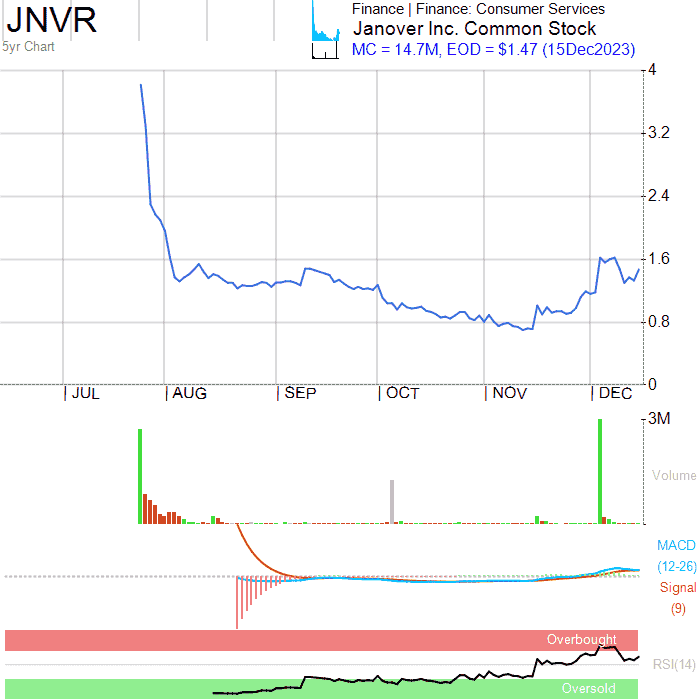 JNVR
5yr Chart
Finance | Finance: Consumer Services
Janover Inc. Common Stock
MC = 14.7M, EOD = $1.47 (15Dec2023)
4
3.2
2.4
1.6
0.8
0
JUL AUG SEP OCT NOV DEC
3M
Volume
MACD
(12-26)
Signal
(9)
Overbought
RSI(14)
Oversold